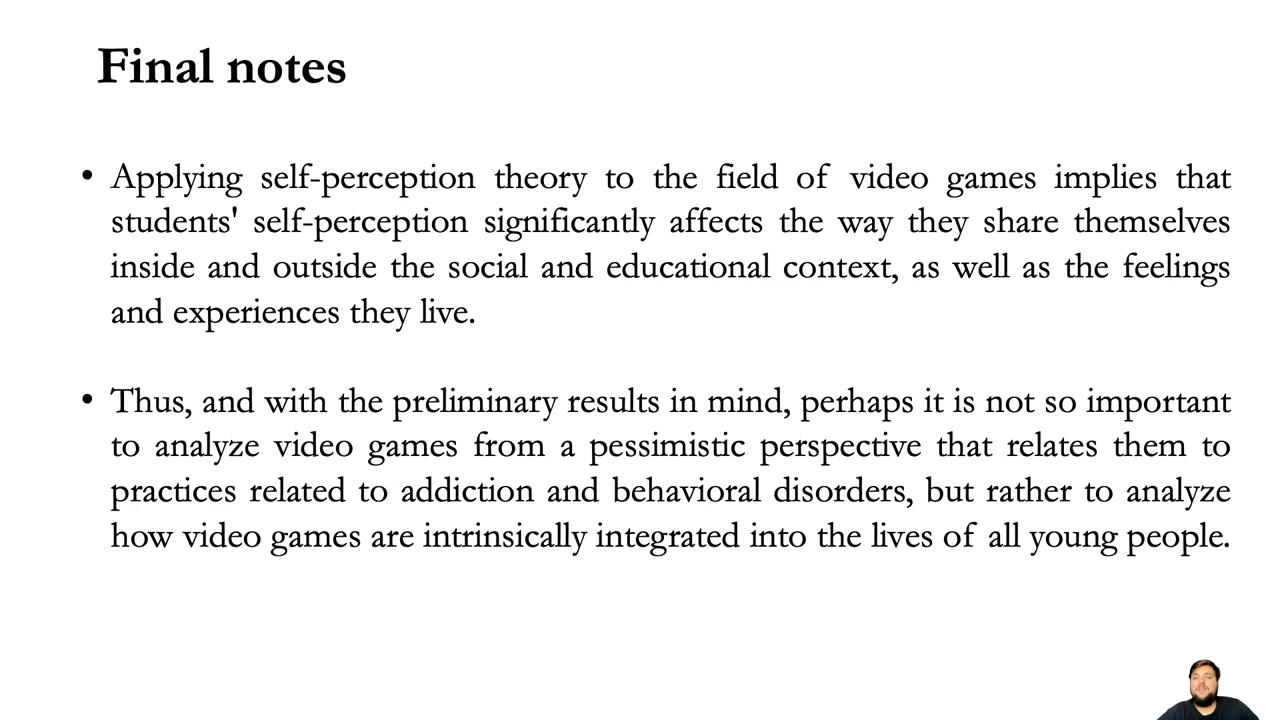 Final notes
• Applying self-perception theory to the field of video games implies that
students' self-perception significantly affects the way they share themselves
inside and outside the social and educational context, as well as the feelings
and experiences they live.
• Thus, and with the preliminary results in mind, perhaps it is not so important
to analyze video games from a pessimistic perspective that relates them to
practices related to addiction and behavioral disorders, but rather to analyze
how video games are intrinsically integrated into the lives of all young people.